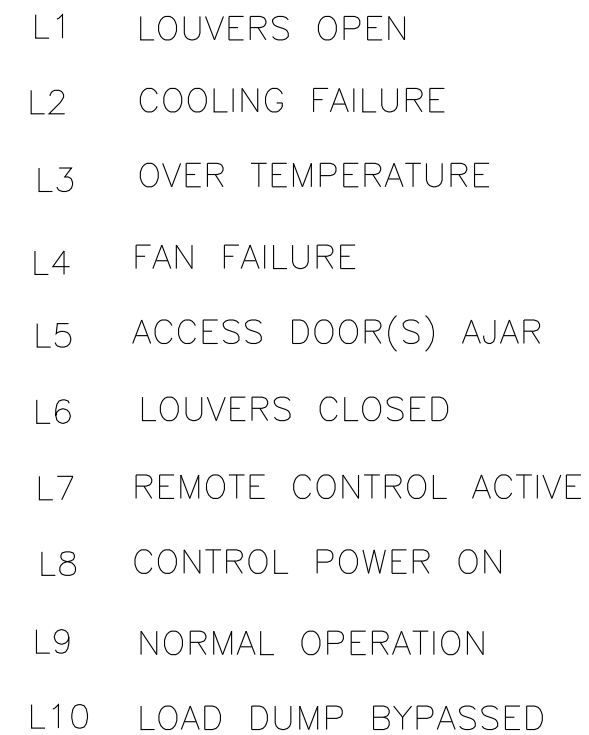 L1 LOUVERS OPEN
L2 COOLING FAILURE
L3 OVER TEMPERATURE
L4 FAN FAILURE
L5 ACCESS DOOR(S) AJAR
L6 LOUVERS CLOSED
L7 REMOTE CONTROL ACTIVE
L8 CONTROL POWER ON
L9 NORMAL OPERATION
L10 LOAD DUMP BYPASSED